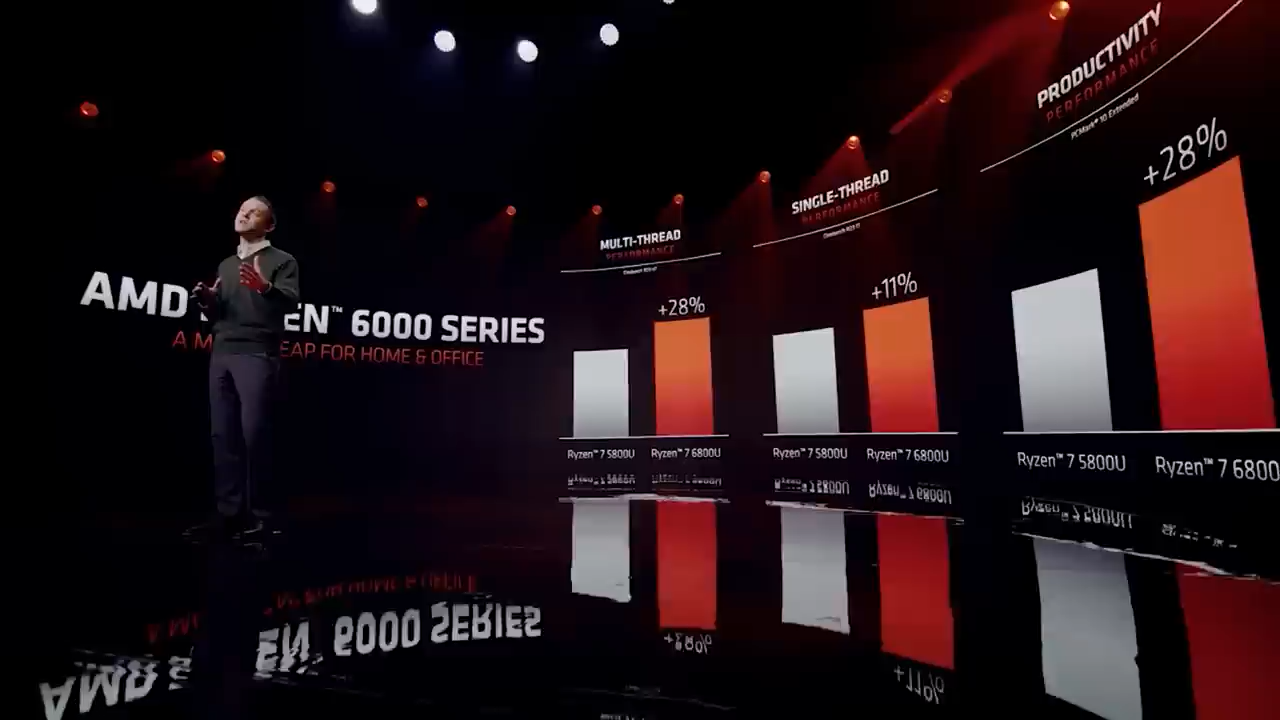 AMD EN™ 6000 SERIES
A M EAP FOR HOME & OFFICE
MULTI-THREAD
PERFORMANCE
+28%
Ryzen™ 7 5800U
Ryzen™ 7 6800U
SINGLE-THREAD
PERFORMANCE
+11%
Ryzen™ 7 5800U
Ryzen™ 7 6800U
PRODUCTIVITY
PERFORMANCE
PCMark® 10 Extended
+28%
Ryzen™ 7 5800U
Ryzen™ 7 6800